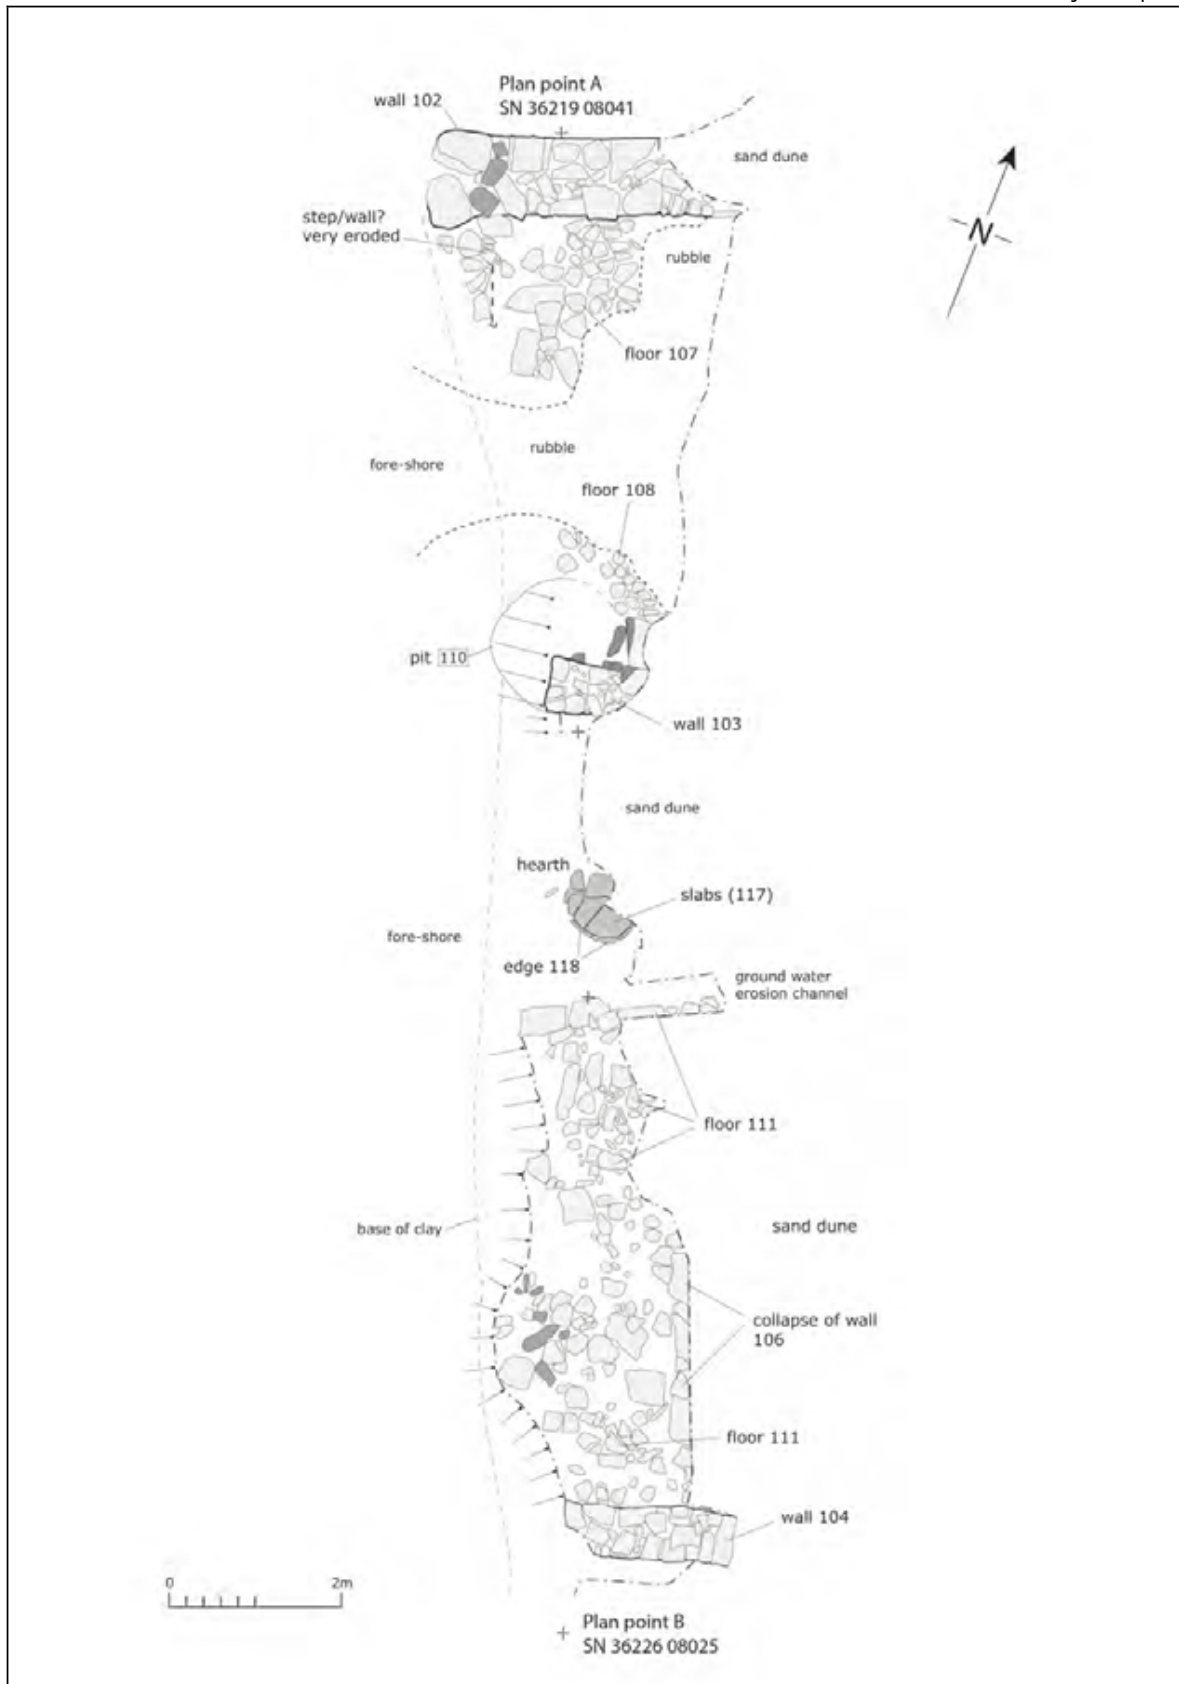 Plan point A
SN 36219 08041
wall 102
sand dune
step/wall?
very eroded
rubble
N
floor 107
rubble
fore-shore
floor 108
pit 110
wall 103
sand dune
hearth
slabs (117)
fore-shore
edge 118
ground water
erosion channel
floor 111
base of clay
sand dune
collapse of wall
106
floor 111
wall 104
0
2m
Plan point B
SN 36226 08025